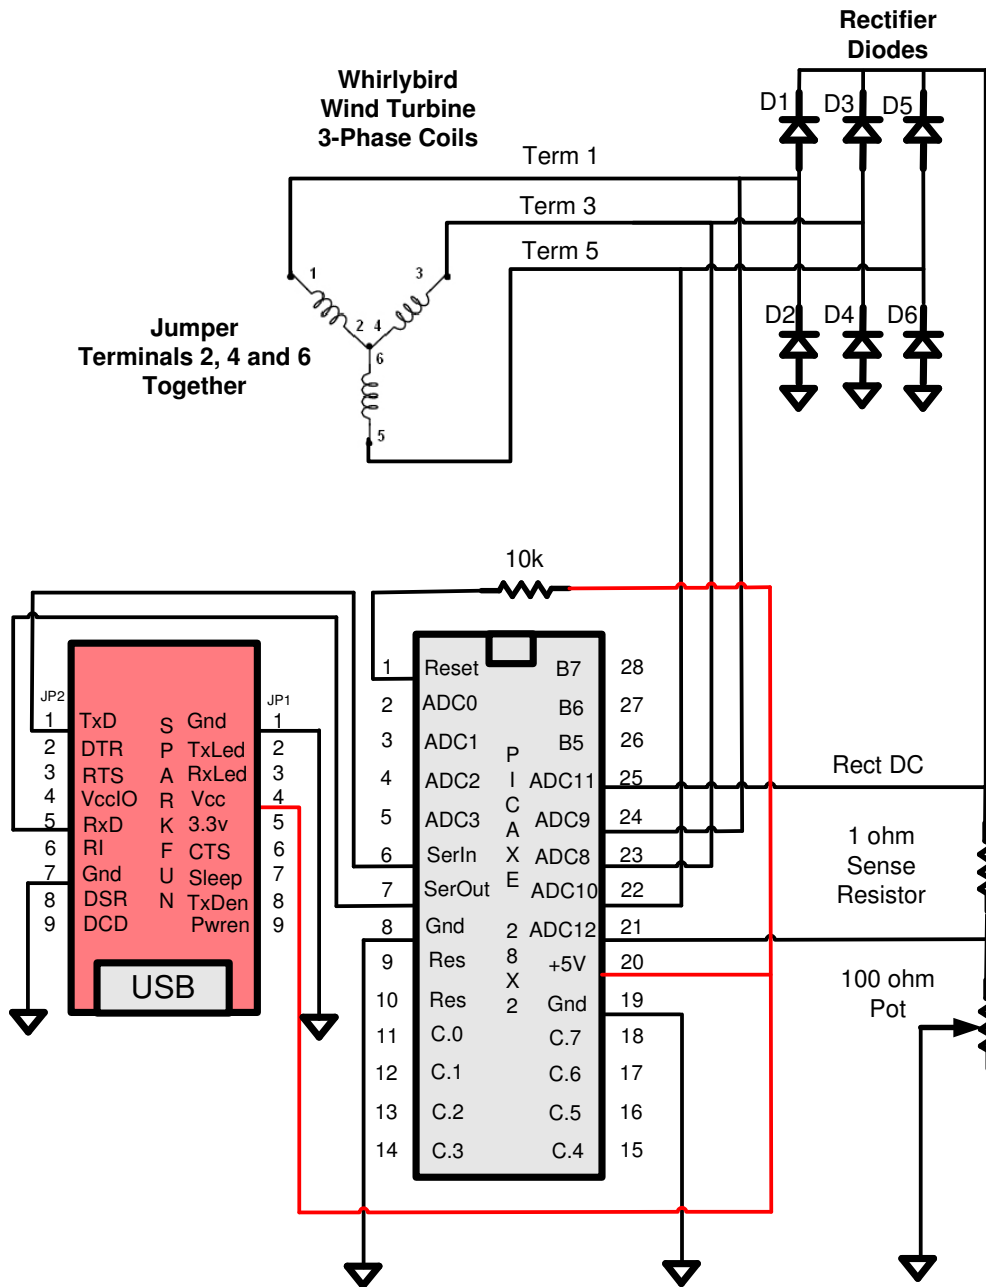 Rectifier
Diodes
Whirlybird
Wind Turbine
3-Phase Coils
D1
D3
D5
Term 1
Term 3
Term 5
1
3
2
4
6
5
Jumper
Terminals 2, 4 and 6
Together
D2
D4
D6
10k
JP2
JP1
1 TxD
2 DTR
3 RTS
4 VccIO
5 RxD
6 RI
7 Gnd
8 DSR
9 DCD
S
P
A
R
K
F
U
N
Gnd 1
TxLed 2
RxLed 3
Vcc 4
3.3v 5
CTS 6
Sleep 7
TxDen 8
Pwren 9
USB
1 Reset
2 ADC0
3 ADC1
4 ADC2
5 ADC3
6 SerIn
7 SerOut
8 Gnd
9 Res
10 Res
11 C.0
12 C.1
13 C.2
14 C.3
P
I
C
A
X
E
2
8
X
2
B7 28
B6 27
B5 26
ADC11 25
ADC9 24
ADC8 23
ADC10 22
ADC12 21
+5V 20
Gnd 19
C.7 18
C.6 17
C.5 16
C.4 15
Rect DC
1 ohm
Sense
Resistor
100 ohm
Pot